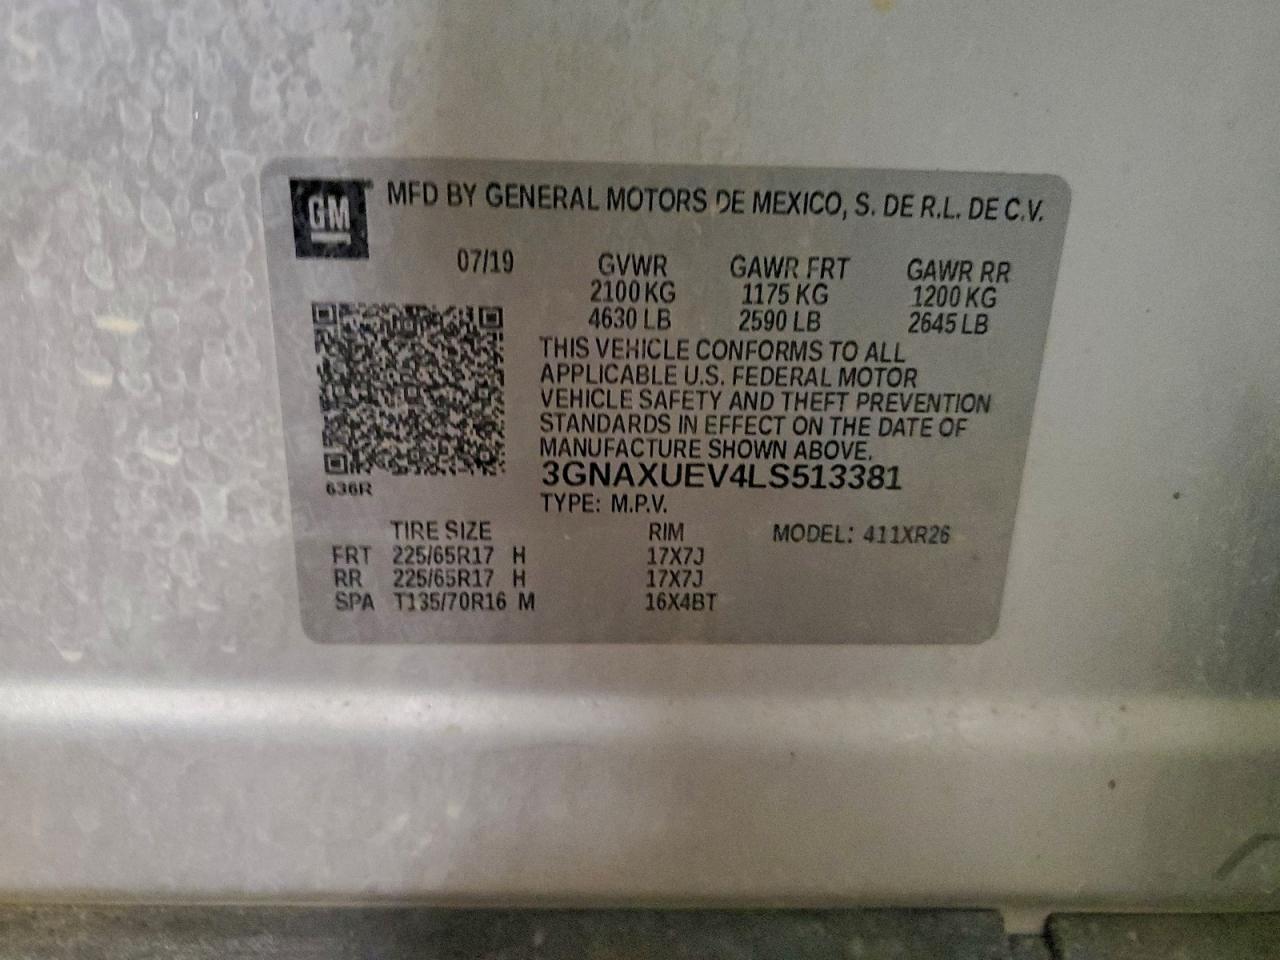 GM MFD BY GENERAL MOTORS DE MEXICO, S. DE R.L. DE C.V.
07/19 GVWR GAWR FRT GAWR RR
2100 KG 1175 KG 1200 KG
4630 LB 2590 LB 2645 LB
THIS VEHICLE CONFORMS TO ALL
APPLICABLE U.S. FEDERAL MOTOR
VEHICLE SAFETY AND THEFT PREVENTION
STANDARDS IN EFFECT ON THE DATE OF
MANUFACTURE SHOWN ABOVE.
3GNAXUEV4LS513381
636R
TYPE: M.P.V.
TIRE SIZE RIM MODEL: 411XR26
FRT 225/65R17 H 17X7J
RR 225/65R17 H 17X7J
SPA T135/70R16 M 16X4BT